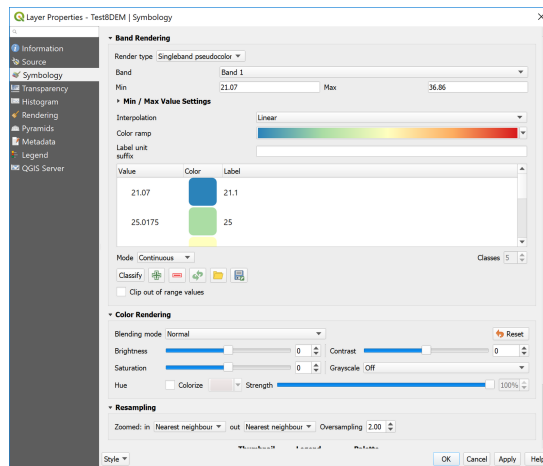 Layer Properties - Test8DEM | Symbology
Information
Source
Symbology
Transparency
Histogram
Rendering
Pyramids
Metadata
Legend
QGIS Server
Band Rendering
Render type Singleband pseudocolor
Band Band 1
Min 21.07 Max 36.86
Min / Max Value Settings
Interpolation Linear
Color ramp
Label unit
suffix
Value Color Label
21.07 21.1
25.0175 25
Mode Continuous Classes 5
Classify
Clip out of range values
Color Rendering
Blending mode Normal Reset
Brightness 0 Contrast 0
Saturation 0 Grayscale Off
Hue Colorize Strength 100%
Resampling
Zoomed: in Nearest neighbour out Nearest neighbour Oversampling 2.00
Style OK Cancel Apply Help